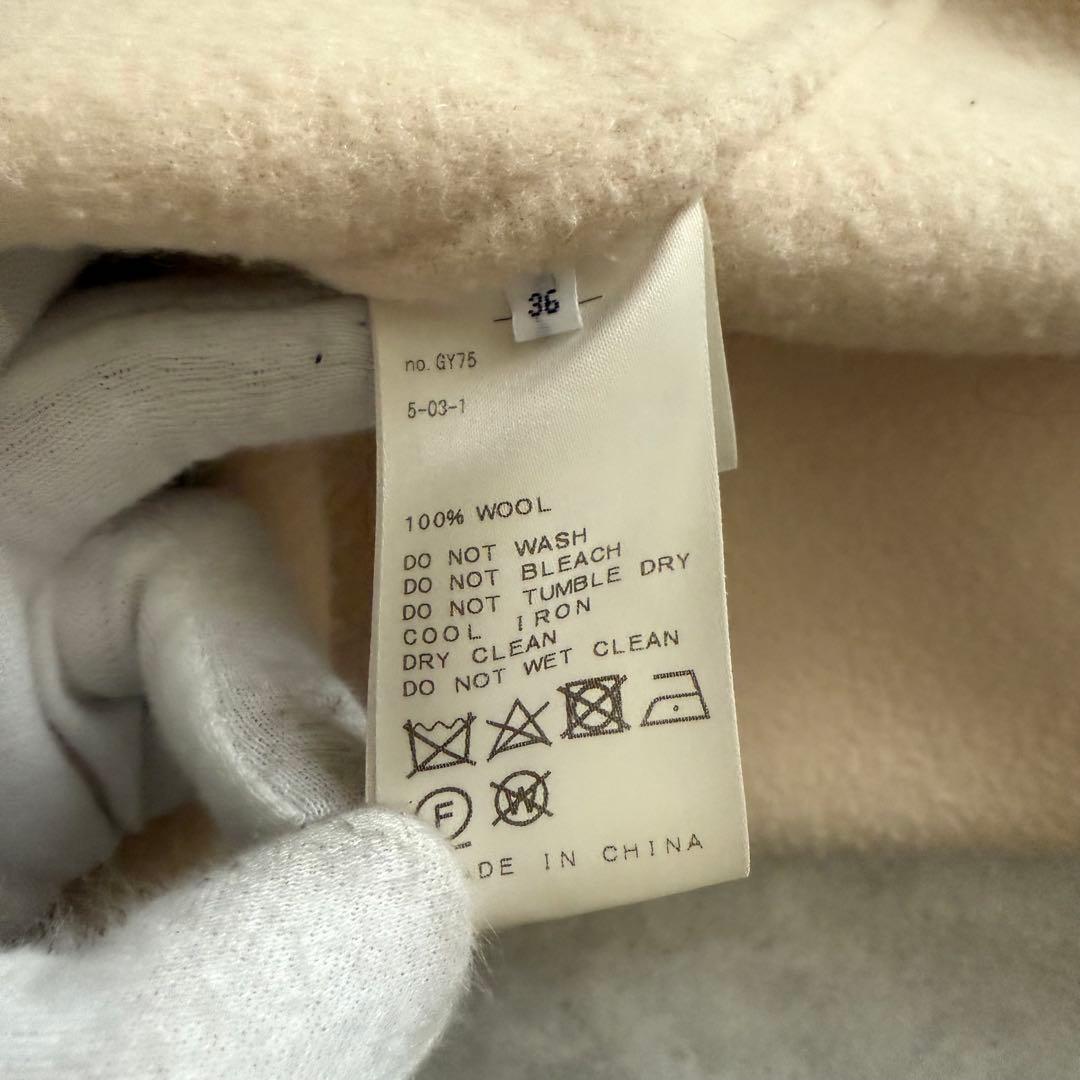 36
no. GY75
5-03-1
100% WOOL
DO NOT WASH
DO NOT BLEACH
DO NOT TUMBLE DRY
COOL IRON
DRY CLEAN
DO NOT WET CLEAN
F W
DE IN CHINA